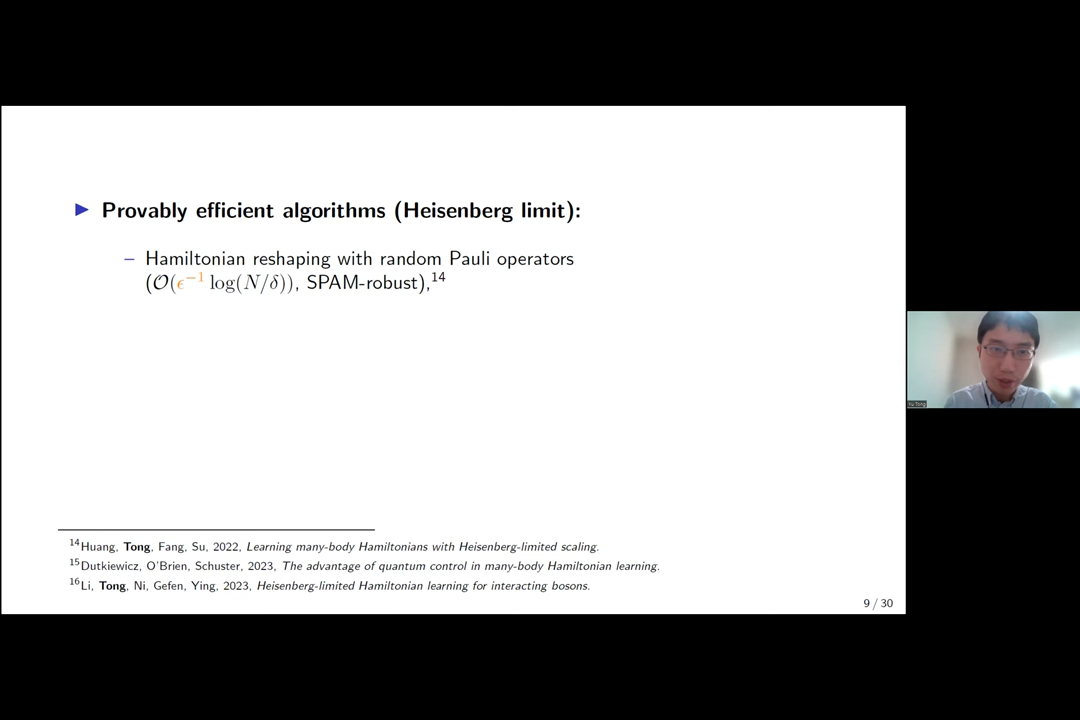 ▶ Provably efficient algorithms (Heisenberg limit):
– Hamiltonian reshaping with random Pauli operators
(𝒪(ϵ⁻¹ log(N/δ)), SPAM-robust),¹⁴
¹⁴Huang, Tong, Fang, Su, 2022, Learning many-body Hamiltonians with Heisenberg-limited scaling.
¹⁵Dutkiewicz, O'Brien, Schuster, 2023, The advantage of quantum control in many-body Hamiltonian learning.
¹⁶Li, Tong, Ni, Gefen, Ying, 2023, Heisenberg-limited Hamiltonian learning for interacting bosons.
9 / 30
Yu Tong